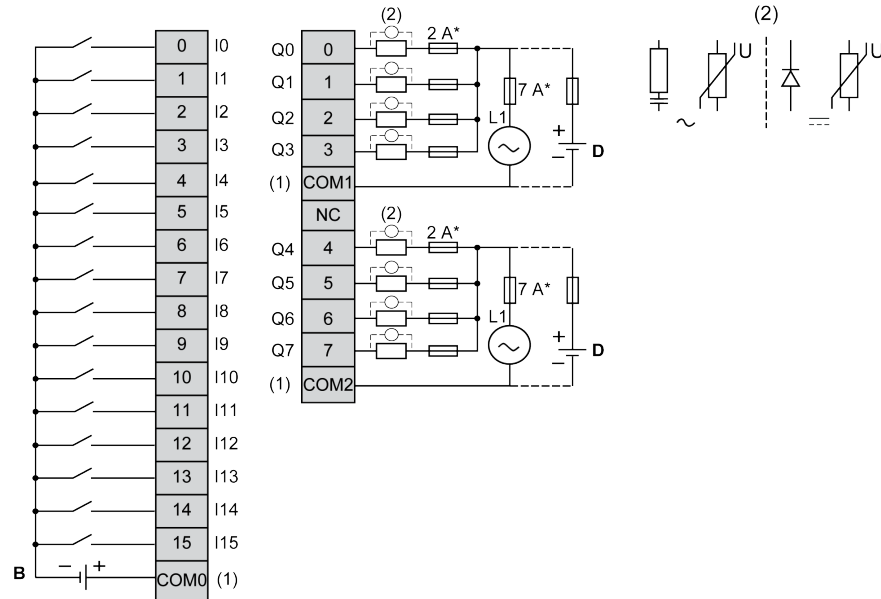 0 I0
1 I1
2 I2
3 I3
4 I4
5 I5
6 I6
7 I7
8 I8
9 I9
10 I10
11 I11
12 I12
13 I13
14 I14
15 I15
B − + COM0 (1)
(2)
Q0 0 2 A*
Q1 1 7 A*
Q2 2 L1
Q3 3 + − D
(1) COM1
NC (2)
Q4 4 2 A*
Q5 5 7 A*
Q6 6 L1
Q7 7 + − D
(1) COM2
(2)
U U